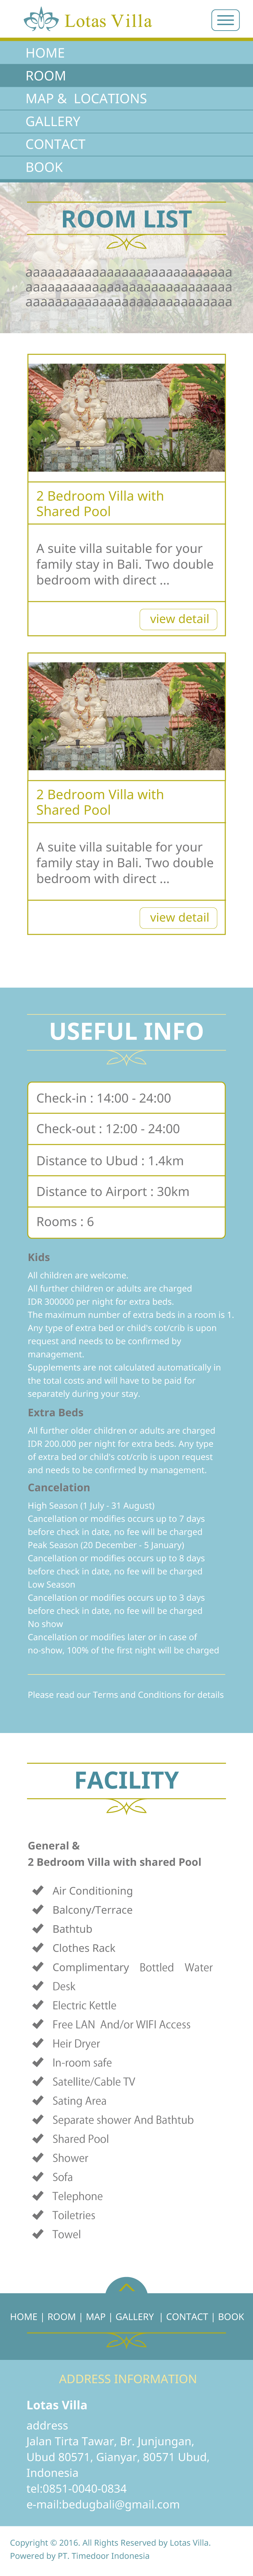 Lotas Villa
HOME
ROOM
MAP & LOCATIONS
GALLERY
CONTACT
BOOK
ROOM LIST
aaaaaaaaaaaaaaaaaaaaaaaaaaaa
aaaaaaaaaaaaaaaaaaaaaaaaaaaa
aaaaaaaaaaaaaaaaaaaaaaaaaaaa
2 Bedroom Villa with
Shared Pool
A suite villa suitable for your
family stay in Bali. Two double
bedroom with direct ...
view detail
2 Bedroom Villa with
Shared Pool
A suite villa suitable for your
family stay in Bali. Two double
bedroom with direct ...
view detail
USEFUL INFO
Check-in : 14:00 - 24:00
Check-out : 12:00 - 24:00
Distance to Ubud : 1.4km
Distance to Airport : 30km
Rooms : 6
Kids
All children are welcome.
All further children or adults are charged
IDR 300000 per night for extra beds.
The maximum number of extra beds in a room is 1.
Any type of extra bed or child's cot/crib is upon
request and needs to be confirmed by
management.
Supplements are not calculated automatically in
the total costs and will have to be paid for
separately during your stay.
Extra Beds
All further older children or adults are charged
IDR 200.000 per night for extra beds. Any type
of extra bed or child's cot/crib is upon request
and needs to be confirmed by management.
Cancelation
High Season (1 July - 31 August)
Cancellation or modifies occurs up to 7 days
before check in date, no fee will be charged
Peak Season (20 December - 5 January)
Cancellation or modifies occurs up to 8 days
before check in date, no fee will be charged
Low Season
Cancellation or modifies occurs up to 3 days
before check in date, no fee will be charged
No show
Cancellation or modifies later or in case of
no-show, 100% of the first night will be charged
Please read our Terms and Conditions for details
FACILITY
General &
2 Bedroom Villa with shared Pool
Air Conditioning
Balcony/Terrace
Bathtub
Clothes Rack
Complimentary Bottled Water
Desk
Electric Kettle
Free LAN And/or WIFI Access
Heir Dryer
In-room safe
Satellite/Cable TV
Sating Area
Separate shower And Bathtub
Shared Pool
Shower
Sofa
Telephone
Toiletries
Towel
HOME | ROOM | MAP | GALLERY | CONTACT | BOOK
ADDRESS INFORMATION
Lotas Villa
address
Jalan Tirta Tawar, Br. Junjungan,
Ubud 80571, Gianyar, 80571 Ubud,
Indonesia
tel:0851-0040-0834
e-mail:bedugbali@gmail.com
Copyright © 2016. All Rights Reserved by Lotas Villa.
Powered by PT. Timedoor Indonesia